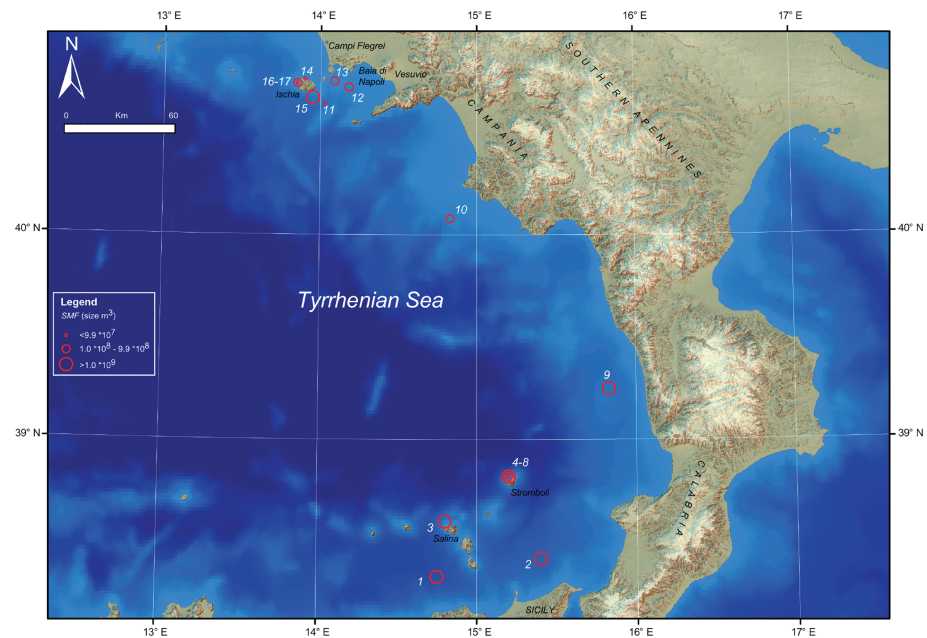 13° E
14° E
15° E
16° E
17° E
N
0
Km
60
Campi Flegrei
Baia di
Napoli
Vesuvio
16-17
14
13
12
Ischia
15
11
CAMPANIA
SOUTHERN APENNINES
10
40° N
40° N
Tyrrhenian Sea
Legend
SMF (size m³)
<9.9 *10⁷
1.0 *10⁸ - 9.9 *10⁸
>1.0 *10⁹
9
39° N
39° N
4-8
Stromboli
CALABRIA
3
Salina
2
1
SICILY
13° E
14° E
15° E
16° E
17° E